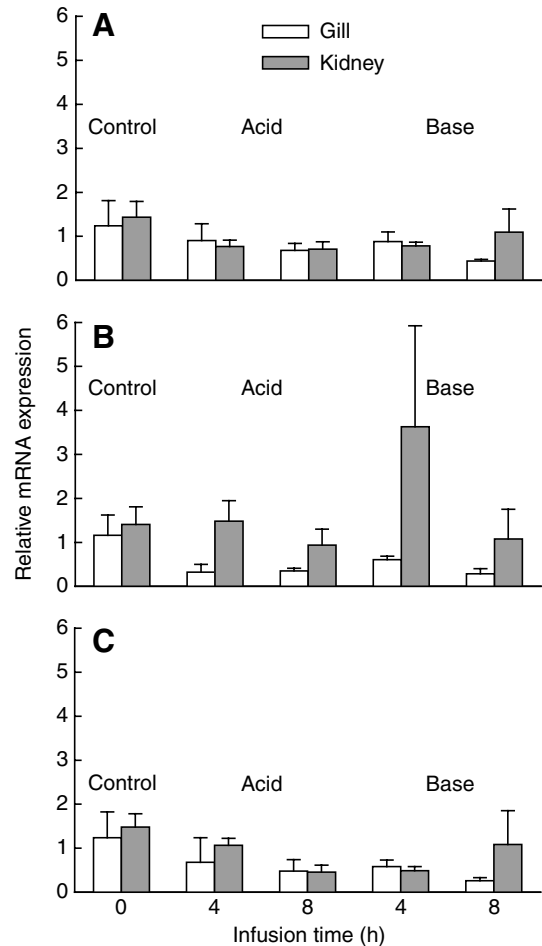 A
Gill
Kidney
6
5
4
3
2
1
0
Control Acid Base
B
6
5
4
3
2
1
0
Control Acid Base
Relative mRNA expression
C
6
5
4
3
2
1
0
Control Acid Base
0 4 8 4 8
Infusion time (h)